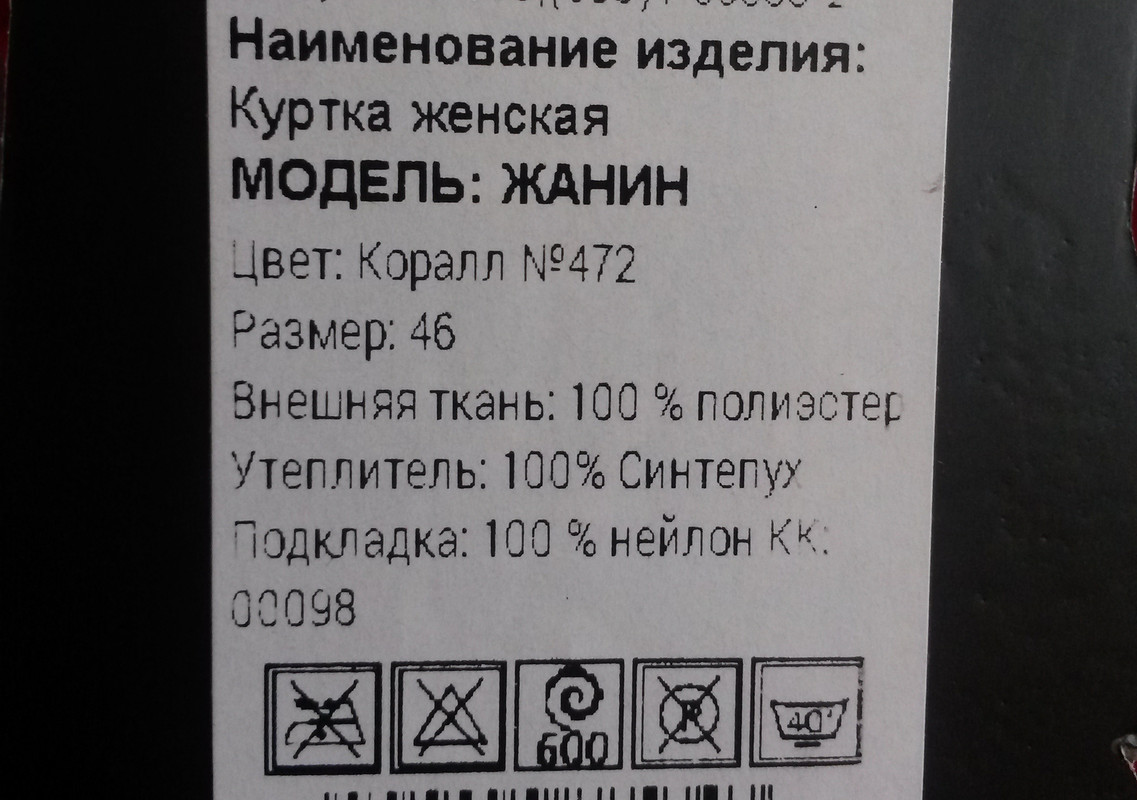 Наименование изделия:
Куртка женская
МОДЕЛЬ: ЖАНИН
Цвет: Коралл №472
Размер: 46
Внешняя ткань: 100 % полиэстер
Утеплитель: 100% Синтепух
Подкладка: 100 % нейлон КК:
00098
600 P 40°